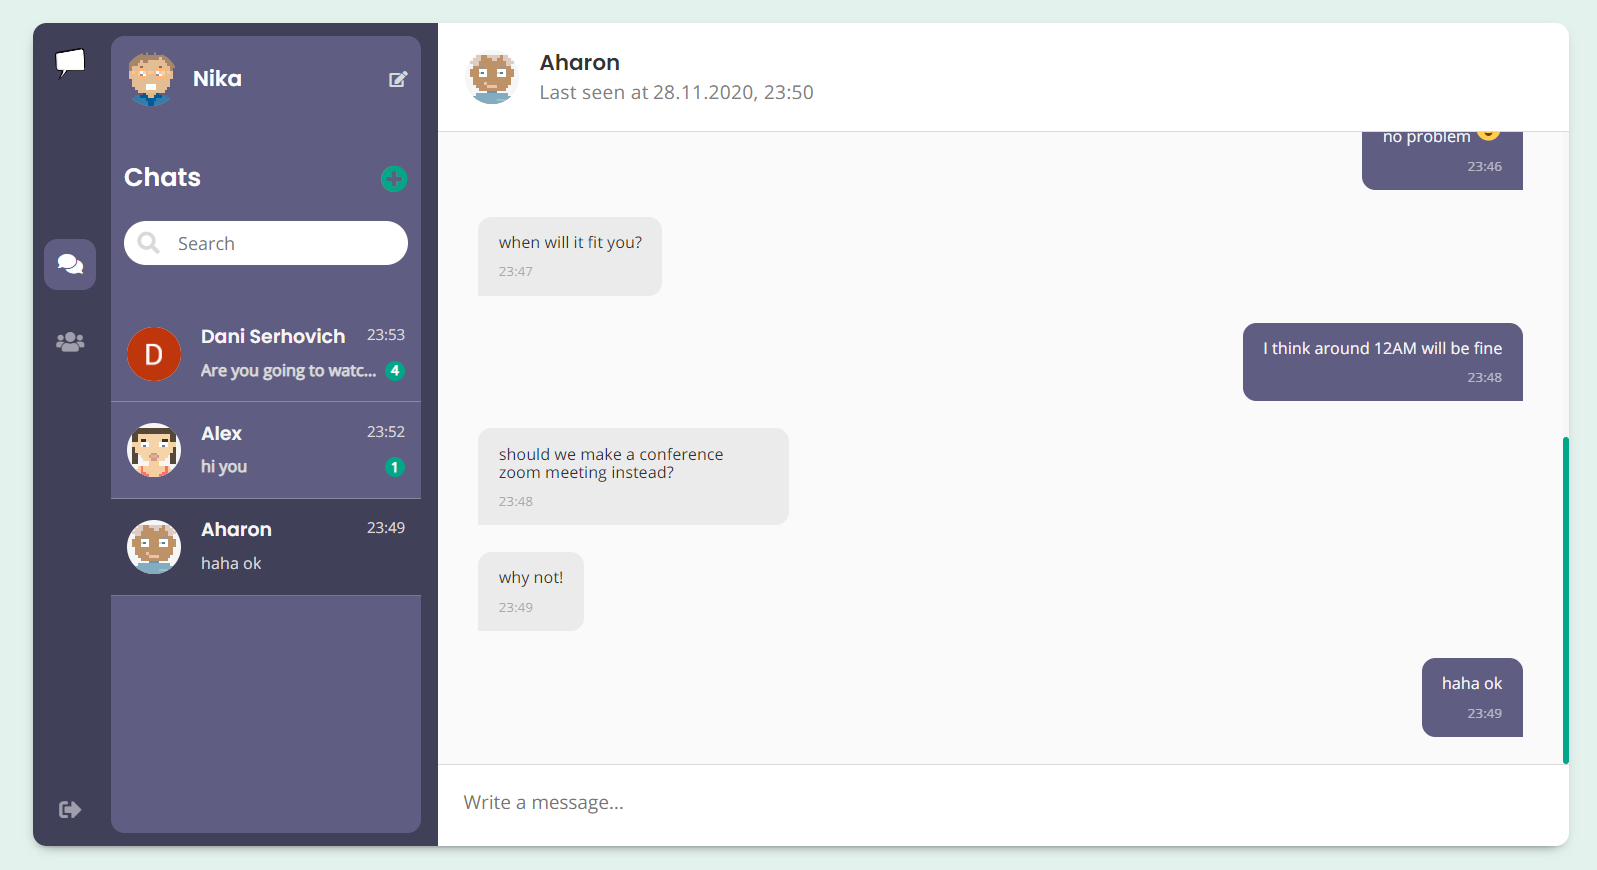 Nika
Chats
Search
D
Dani Serhovich 23:53
Are you going to watc... 4
Alex 23:52
hi you 1
Aharon 23:49
haha ok
Aharon
Last seen at 28.11.2020, 23:50
no problem
23:46
when will it fit you?
23:47
I think around 12AM will be fine
23:48
should we make a conference
zoom meeting instead?
23:48
why not!
23:49
haha ok
23:49
Write a message...